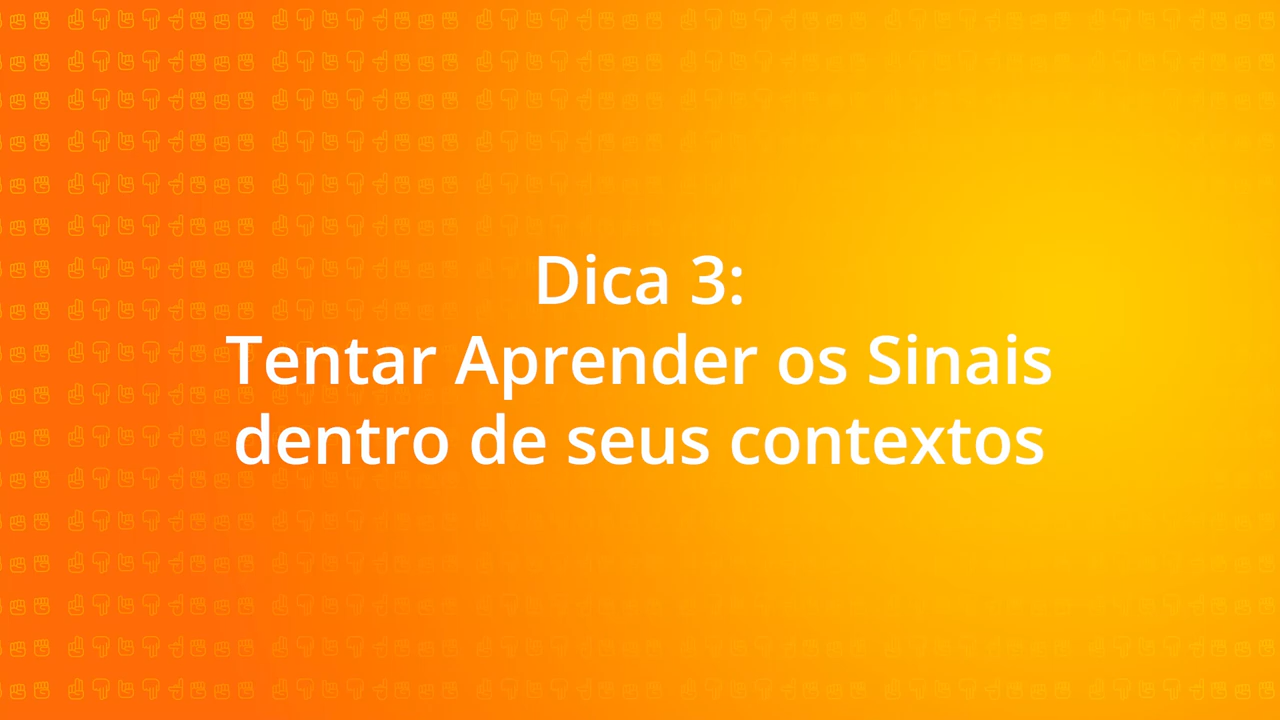 Dica 3:
Tentar Aprender os Sinais
dentro de seus contextos